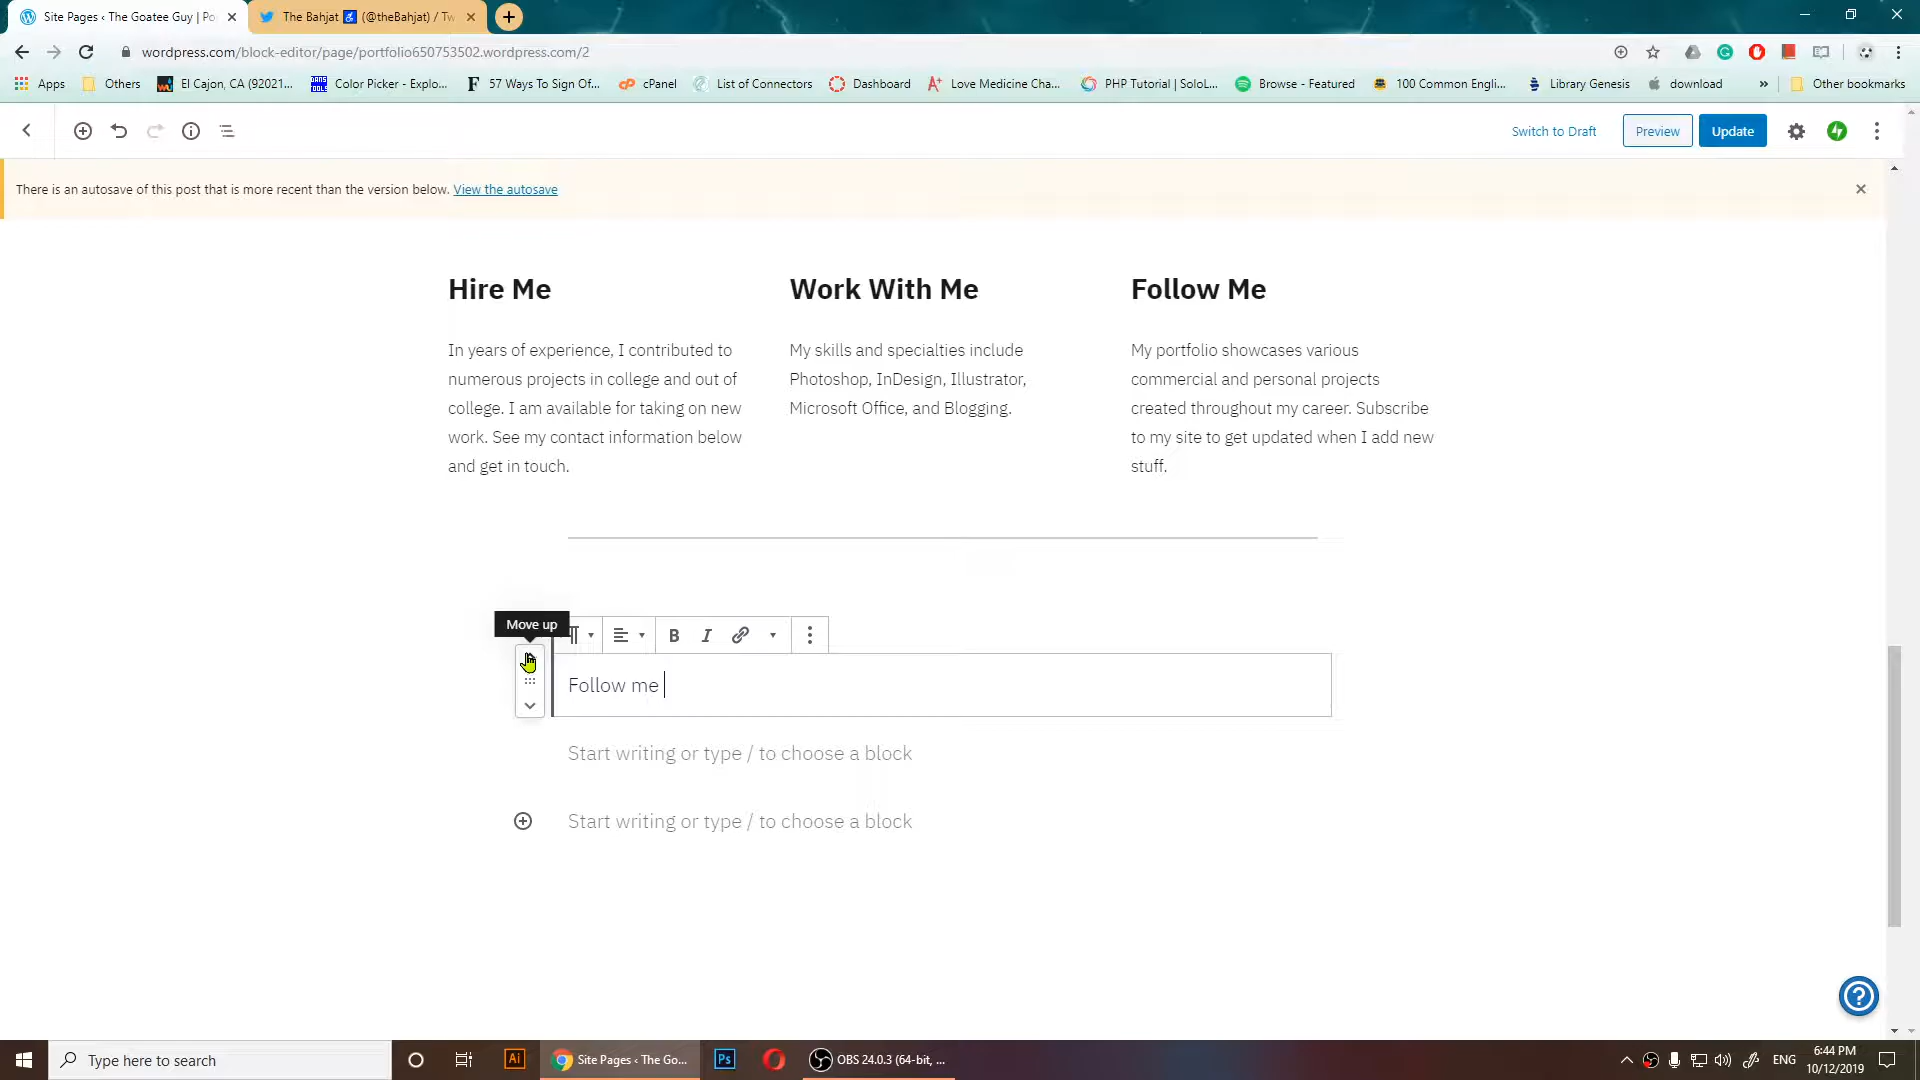 Site Pages ‹ The Goatee Guy | Po
The Bahjat ♿ (@theBahjat) / Tw
wordpress.com/block-editor/page/portfolio650753502.wordpress.com/2
Apps
Others
El Cajon, CA (92021...
Color Picker - Explo...
57 Ways To Sign Of...
cPanel
List of Connectors
Dashboard
Love Medicine Cha...
PHP Tutorial | SoloL...
Browse - Featured
100 Common Engli...
Library Genesis
download
»
Other bookmarks
Switch to Draft
Preview
Update
There is an autosave of this post that is more recent than the version below. View the autosave
Hire Me
In years of experience, I contributed to
numerous projects in college and out of
college. I am available for taking on new
work. See my contact information below
and get in touch.
Work With Me
My skills and specialties include
Photoshop, InDesign, Illustrator,
Microsoft Office, and Blogging.
Follow Me
My portfolio showcases various
commercial and personal projects
created throughout my career. Subscribe
to my site to get updated when I add new
stuff.
Move up
B
I
Follow me
Start writing or type / to choose a block
Start writing or type / to choose a block
Type here to search
Ai
Site Pages ‹ The Go...
Ps
OBS 24.0.3 (64-bit, ...
ENG
6:44 PM
10/12/2019